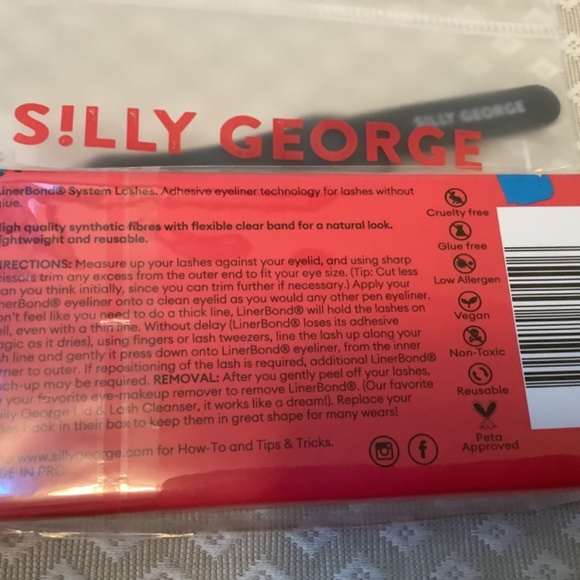 S!LLY GEORGE
SILLY GEORGE
LinerBond® System Lashes. Adhesive eyeliner technology for lashes without
glue.
High quality synthetic fibres with flexible clear band for a natural look.
Lightweight and reusable.
DIRECTIONS: Measure up your lashes against your eyelid, and using sharp
scissors trim any excess from the outer end to fit your eye size. (Tip: Cut less
than you think initially, since you can trim further if necessary.) Apply your
LinerBond® eyeliner onto a clean eyelid as you would any other pen eyeliner.
Don't feel like you need to do a thick line, LinerBond® will hold the lashes on
well, even with a thin line. Without delay (LinerBond® loses its adhesive
magic as it dries), using fingers or lash tweezers, line the lash up along your
lash line and gently it press down onto LinerBond® eyeliner, from the inner
corner to outer. If repositioning of the lash is required, additional LinerBond®
touch-up may be required. REMOVAL: After you gently peel off your lashes,
your favorite eye-makeup remover to remove LinerBond®. (Our favorite
Silly George Lid & Lash Cleanser, it works like a dream!). Replace your
lashes back in their box to keep them in great shape for many wears!
www.sillygeorge.com for How-To and Tips & Tricks.
MADE IN PRC
Cruelty free
Glue free
Low Allergen
Vegan
Non-Toxic
Reusable
Peta
Approved